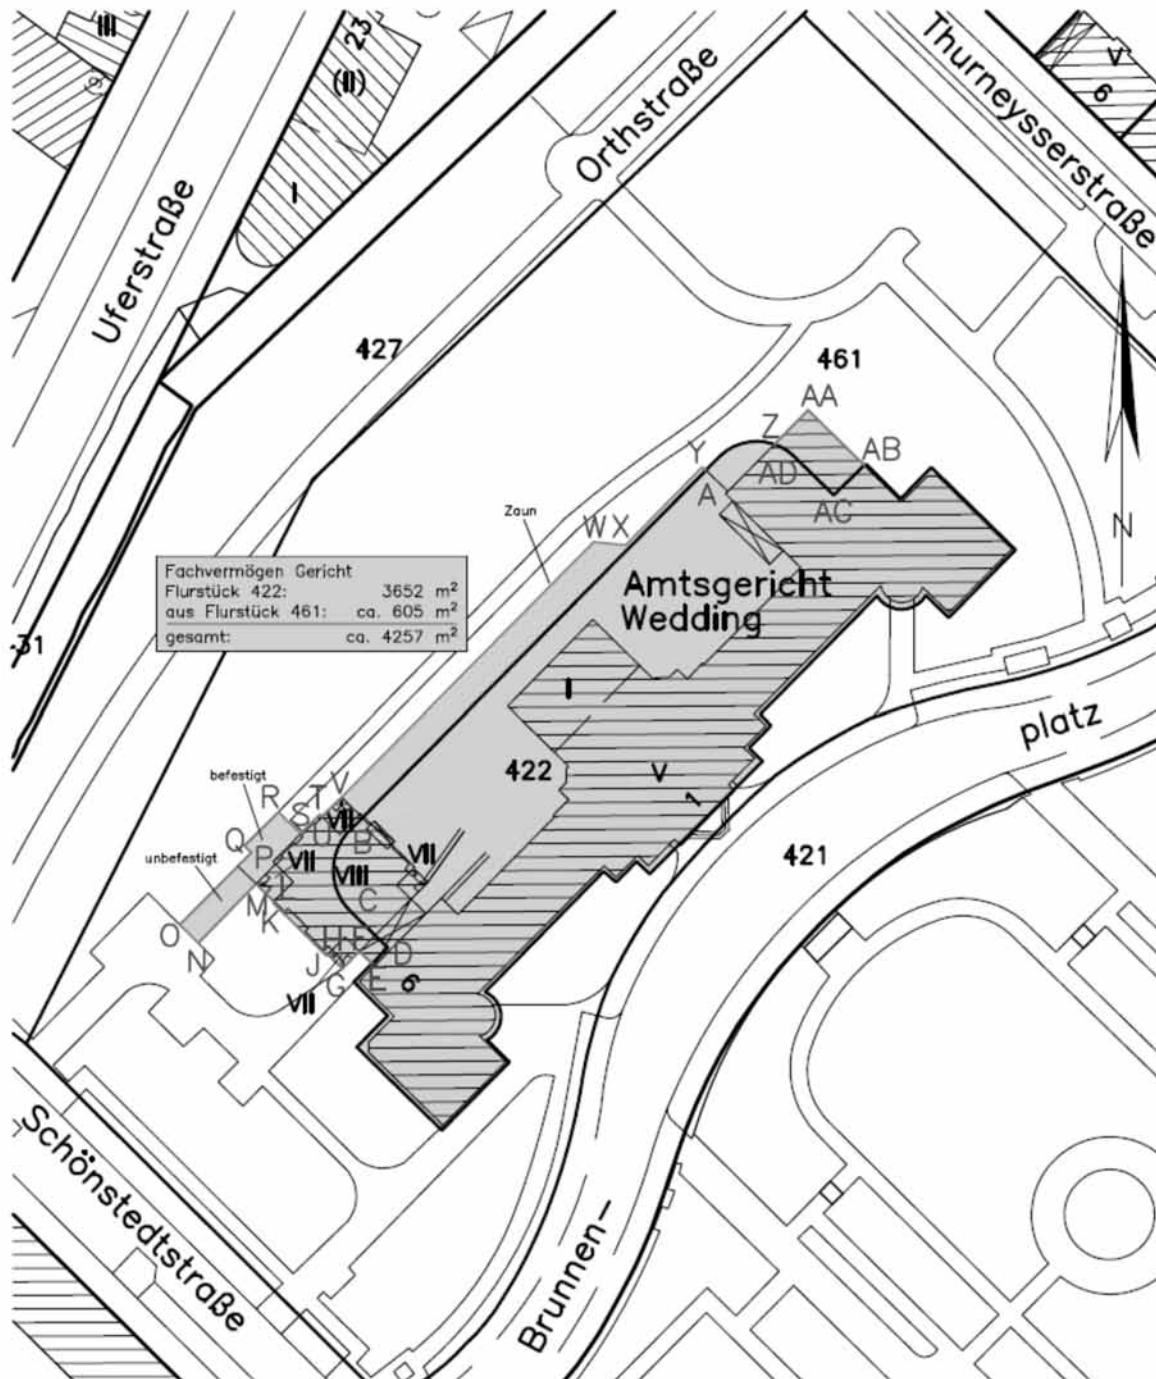 III
23
(II)
I
Uferstraße
Orthstraße
Thurneysserstraße
V
6
427
461
AA
Z
AB
Y
AD
A
AC
N
Zaun
W X
Amtsgericht
Wedding
Fachvermögen Gericht
Flurstück 422: 3652 m²
aus Flurstück 461: ca. 605 m²
gesamt: ca. 4257 m²
31
I
platz
422
V
1
befestigt
R
S
T
V
VII
U
B
Q
P
VII
VII
unbefestigt
VIII
421
M
K
C
O
N
H
F
D
J
G
E
6
VII
Schönstedtstraße
Brunnen-